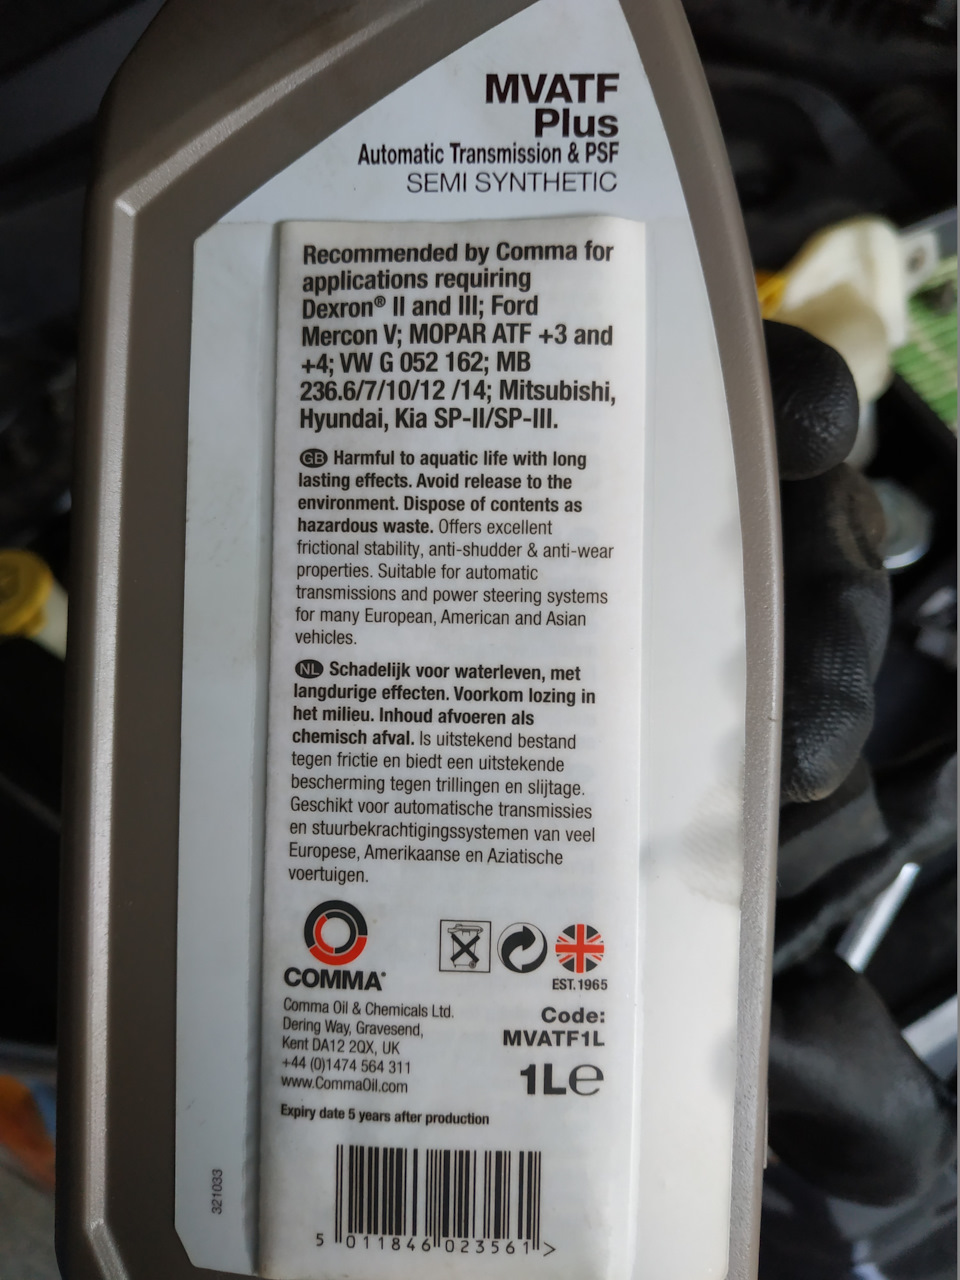 MVATF
Plus
Automatic Transmission & PSF
SEMI SYNTHETIC
Recommended by Comma for
applications requiring
Dexron® II and III; Ford
Mercon V; MOPAR ATF +3 and
+4; VW G 052 162; MB
236.6/7/10/12 /14; Mitsubishi,
Hyundai, Kia SP-II/SP-III.
GB Harmful to aquatic life with long
lasting effects. Avoid release to the
environment. Dispose of contents as
hazardous waste. Offers excellent
frictional stability, anti-shudder & anti-wear
properties. Suitable for automatic
transmissions and power steering systems
for many European, American and Asian
vehicles.
NL Schadelijk voor waterleven, met
langdurige effecten. Voorkom lozing in
het milieu. Inhoud afvoeren als
chemisch afval. Is uitstekend bestand
tegen frictie en biedt een uitstekende
bescherming tegen trillingen en slijtage.
Geschikt voor automatische transmissies
en stuurbekrachtigingssystemen van veel
Europese, Amerikaanse en Aziatische
voertuigen.
COMMA®
EST.1965
Comma Oil & Chemicals Ltd.
Dering Way, Gravesend,
Kent DA12 2QX, UK
+44 (0)1474 564 311
www.CommaOil.com
Code:
MVATF1L
1L℮
Expiry date 5 years after production
321033
5 011846 023561 >